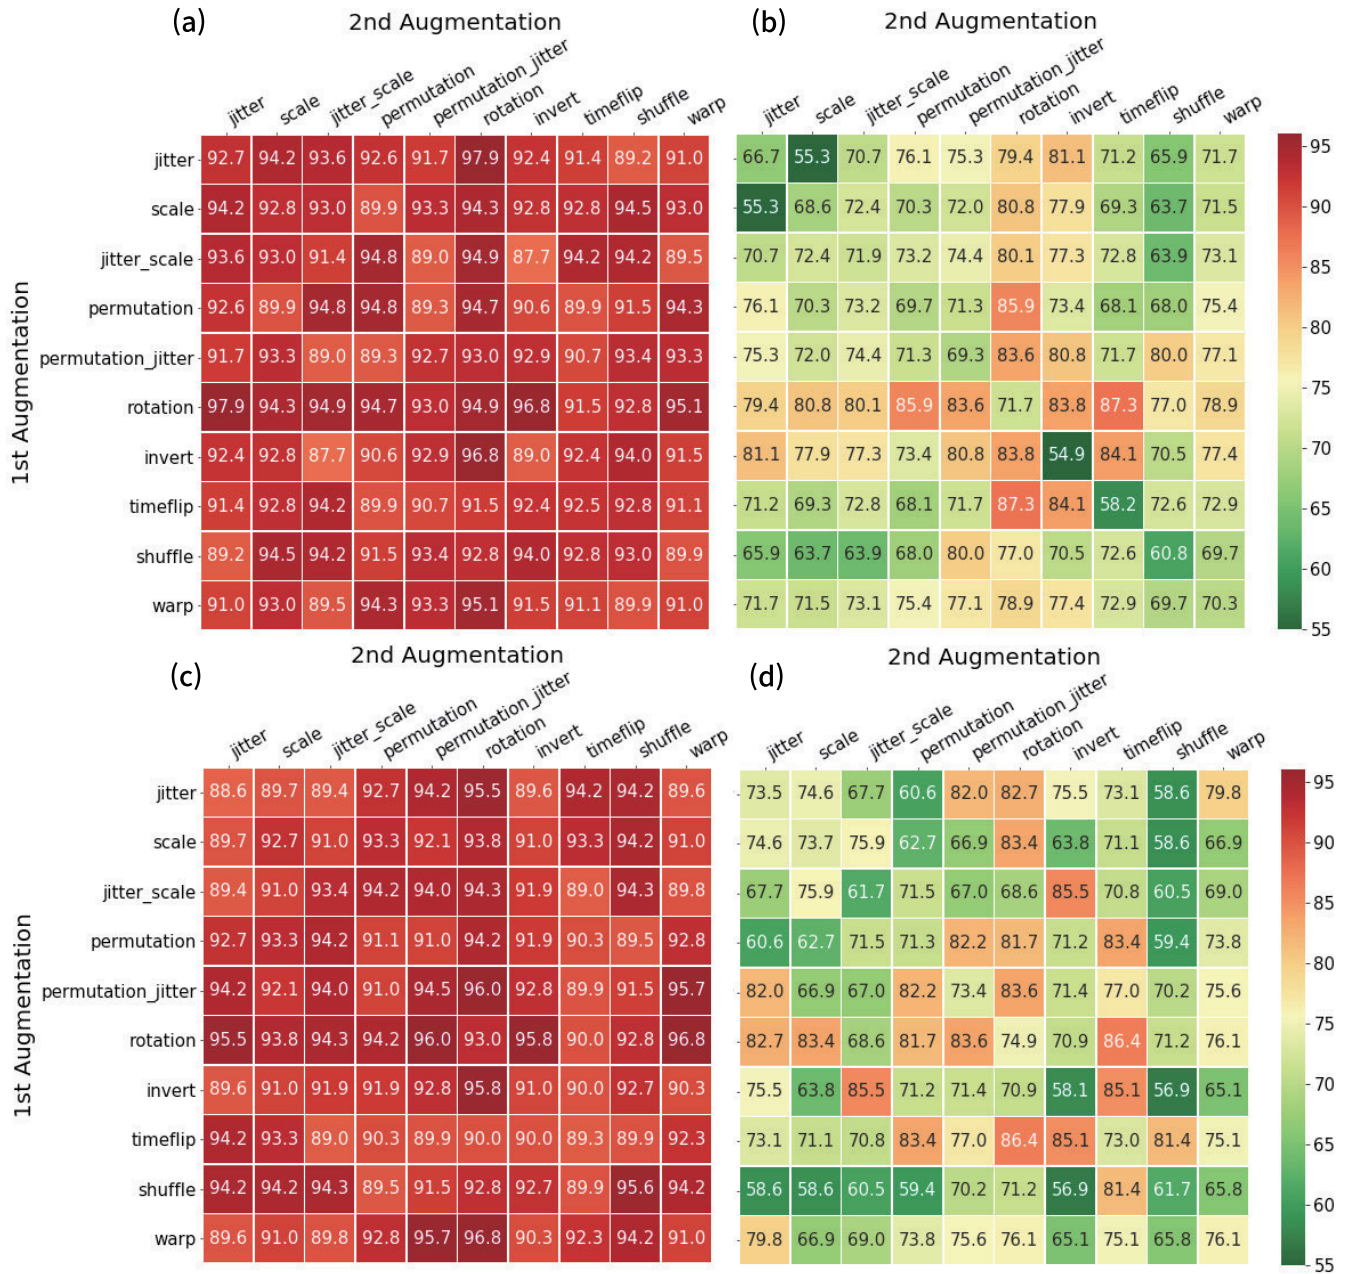 (a) 2nd Augmentation
jitter scale jitter_scale permutation permutation_jitter rotation invert timeflip shuffle warp
1st Augmentation
jitter 92.7 94.2 93.6 92.6 91.7 97.9 92.4 91.4 89.2 91.0
scale 94.2 92.8 93.0 89.9 93.3 94.3 92.8 92.8 94.5 93.0
jitter_scale 93.6 93.0 91.4 94.8 89.0 94.9 87.7 94.2 94.2 89.5
permutation 92.6 89.9 94.8 94.8 89.3 94.7 90.6 89.9 91.5 94.3
permutation_jitter 91.7 93.3 89.0 89.3 92.7 93.0 92.9 90.7 93.4 93.3
rotation 97.9 94.3 94.9 94.7 93.0 94.9 96.8 91.5 92.8 95.1
invert 92.4 92.8 87.7 90.6 92.9 96.8 89.0 92.4 94.0 91.5
timeflip 91.4 92.8 94.2 89.9 90.7 91.5 92.4 92.5 92.8 91.1
shuffle 89.2 94.5 94.2 91.5 93.4 92.8 94.0 92.8 93.0 89.9
warp 91.0 93.0 89.5 94.3 93.3 95.1 91.5 91.1 89.9 91.0
(b) 2nd Augmentation
jitter scale jitter_scale permutation permutation_jitter rotation invert timeflip shuffle warp
66.7 55.3 70.7 76.1 75.3 79.4 81.1 71.2 65.9 71.7
55.3 68.6 72.4 70.3 72.0 80.8 77.9 69.3 63.7 71.5
70.7 72.4 71.9 73.2 74.4 80.1 77.3 72.8 63.9 73.1
76.1 70.3 73.2 69.7 71.3 85.9 73.4 68.1 68.0 75.4
75.3 72.0 74.4 71.3 69.3 83.6 80.8 71.7 80.0 77.1
79.4 80.8 80.1 85.9 83.6 71.7 83.8 87.3 77.0 78.9
81.1 77.9 77.3 73.4 80.8 83.8 54.9 84.1 70.5 77.4
71.2 69.3 72.8 68.1 71.7 87.3 84.1 58.2 72.6 72.9
65.9 63.7 63.9 68.0 80.0 77.0 70.5 72.6 60.8 69.7
71.7 71.5 73.1 75.4 77.1 78.9 77.4 72.9 69.7 70.3
95
90
85
80
75
70
65
60
55
(c) 2nd Augmentation
jitter scale jitter_scale permutation permutation_jitter rotation invert timeflip shuffle warp
1st Augmentation
jitter 88.6 89.7 89.4 92.7 94.2 95.5 89.6 94.2 94.2 89.6
scale 89.7 92.7 91.0 93.3 92.1 93.8 91.0 93.3 94.2 91.0
jitter_scale 89.4 91.0 93.4 94.2 94.0 94.3 91.9 89.0 94.3 89.8
permutation 92.7 93.3 94.2 91.1 91.0 94.2 91.9 90.3 89.5 92.8
permutation_jitter 94.2 92.1 94.0 91.0 94.5 96.0 92.8 89.9 91.5 95.7
rotation 95.5 93.8 94.3 94.2 96.0 93.0 95.8 90.0 92.8 96.8
invert 89.6 91.0 91.9 91.9 92.8 95.8 91.0 90.0 92.7 90.3
timeflip 94.2 93.3 89.0 90.3 89.9 90.0 90.0 89.3 89.9 92.3
shuffle 94.2 94.2 94.3 89.5 91.5 92.8 92.7 89.9 95.6 94.2
warp 89.6 91.0 89.8 92.8 95.7 96.8 90.3 92.3 94.2 91.0
(d) 2nd Augmentation
jitter scale jitter_scale permutation permutation_jitter rotation invert timeflip shuffle warp
73.5 74.6 67.7 60.6 82.0 82.7 75.5 73.1 58.6 79.8
74.6 73.7 75.9 62.7 66.9 83.4 63.8 71.1 58.6 66.9
67.7 75.9 61.7 71.5 67.0 68.6 85.5 70.8 60.5 69.0
60.6 62.7 71.5 71.3 82.2 81.7 71.2 83.4 59.4 73.8
82.0 66.9 67.0 82.2 73.4 83.6 71.4 77.0 70.2 75.6
82.7 83.4 68.6 81.7 83.6 74.9 70.9 86.4 71.2 76.1
75.5 63.8 85.5 71.2 71.4 70.9 58.1 85.1 56.9 65.1
73.1 71.1 70.8 83.4 77.0 86.4 85.1 73.0 81.4 75.1
58.6 58.6 60.5 59.4 70.2 71.2 56.9 81.4 61.7 65.8
79.8 66.9 69.0 73.8 75.6 76.1 65.1 75.1 65.8 76.1
95
90
85
80
75
70
65
60
55